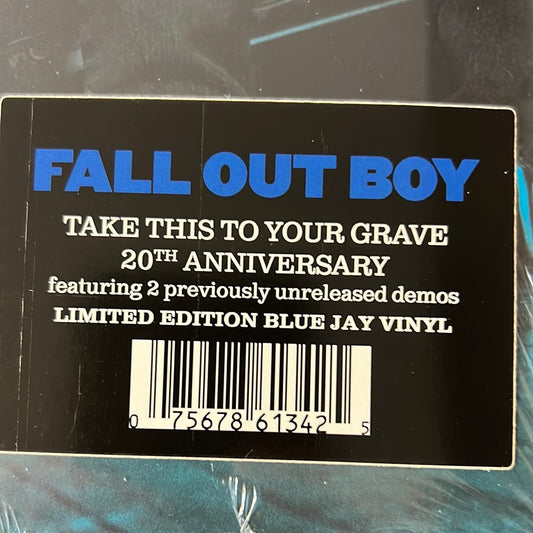 FALL OUT BOY
TAKE THIS TO YOUR GRAVE
20TH ANNIVERSARY
featuring 2 previously unreleased demos
LIMITED EDITION BLUE JAY VINYL
0 75678 61342 5